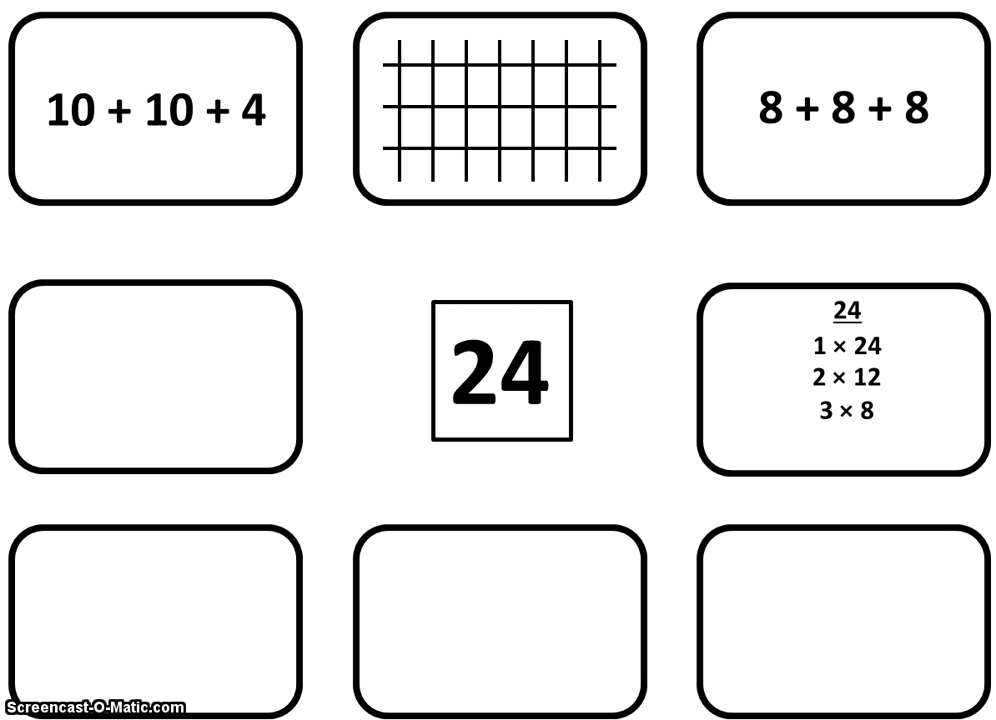 10 + 10 + 4
8 + 8 + 8
24
24
1 × 24
2 × 12
3 × 8
Screencast-O-Matic.com